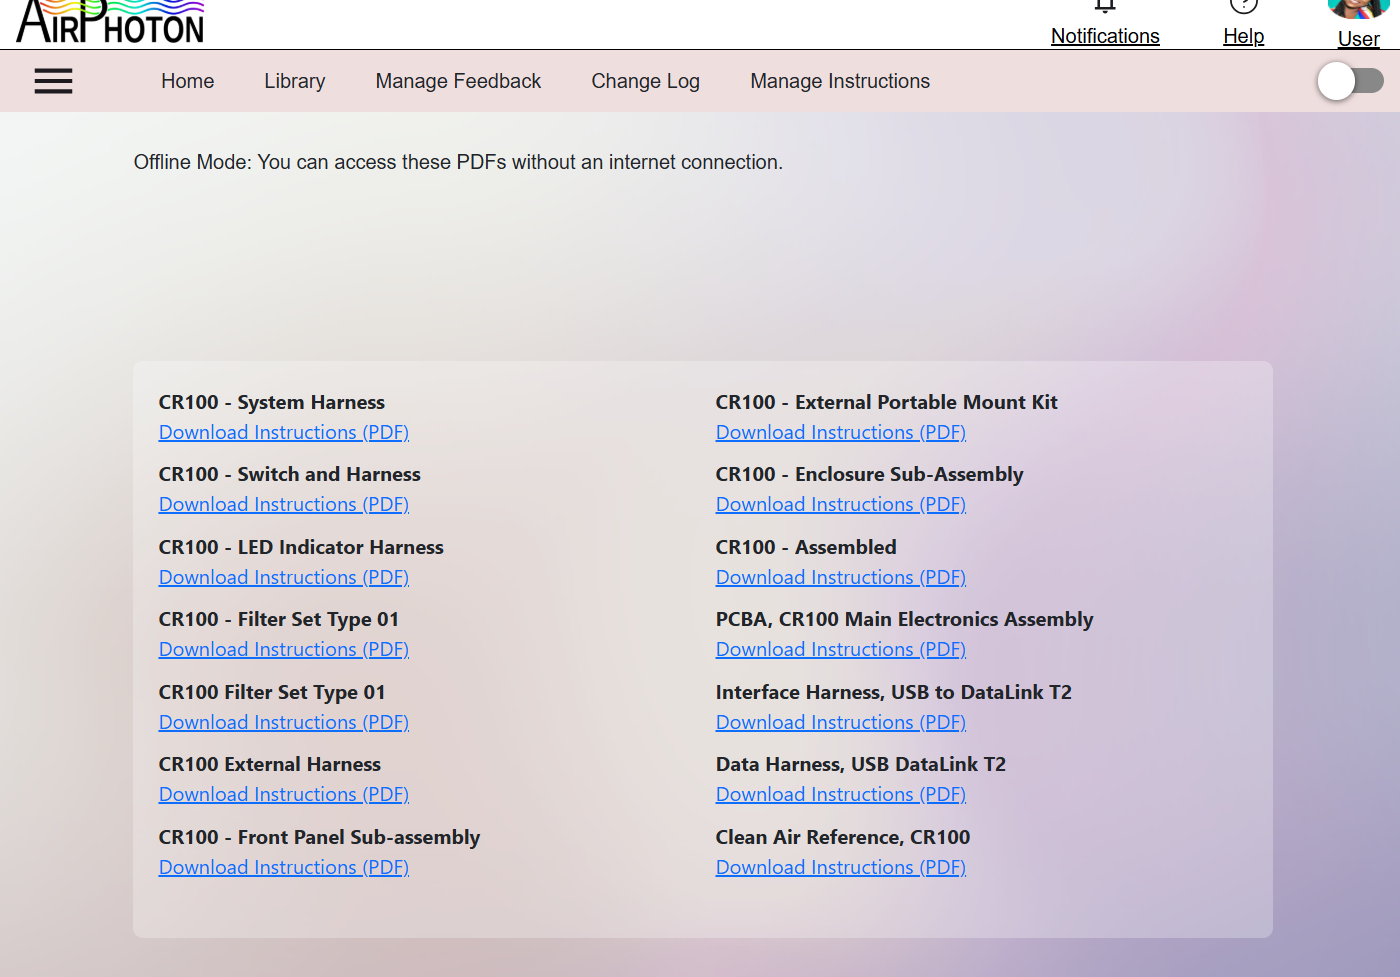 AIRPHOTON
Notifications
Help
User
Home
Library
Manage Feedback
Change Log
Manage Instructions
Offline Mode: You can access these PDFs without an internet connection.
CR100 - System Harness
Download Instructions (PDF)
CR100 - Switch and Harness
Download Instructions (PDF)
CR100 - LED Indicator Harness
Download Instructions (PDF)
CR100 - Filter Set Type 01
Download Instructions (PDF)
CR100 Filter Set Type 01
Download Instructions (PDF)
CR100 External Harness
Download Instructions (PDF)
CR100 - Front Panel Sub-assembly
Download Instructions (PDF)
CR100 - External Portable Mount Kit
Download Instructions (PDF)
CR100 - Enclosure Sub-Assembly
Download Instructions (PDF)
CR100 - Assembled
Download Instructions (PDF)
PCBA, CR100 Main Electronics Assembly
Download Instructions (PDF)
Interface Harness, USB to DataLink T2
Download Instructions (PDF)
Data Harness, USB DataLink T2
Download Instructions (PDF)
Clean Air Reference, CR100
Download Instructions (PDF)